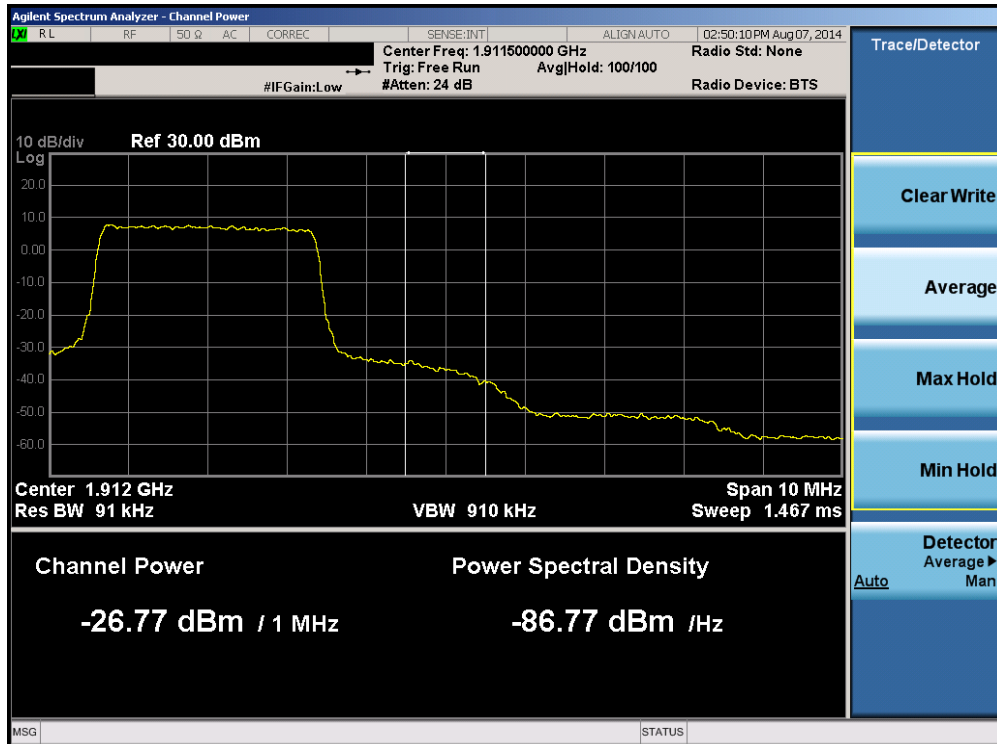 Agilent Spectrum Analyzer - Channel Power
LXI RL RF 50 Ω AC CORREC SENSE:INT ALIGN AUTO 02:50:10 PM Aug 07, 2014
Center Freq: 1.911500000 GHz Radio Std: None
Trig: Free Run Avg|Hold: 100/100
#IFGain:Low #Atten: 24 dB Radio Device: BTS
10 dB/div Ref 30.00 dBm
Log
20.0
10.0
0.00
-10.0
-20.0
-30.0
-40.0
-50.0
-60.0
Center 1.912 GHz Span 10 MHz
Res BW 91 kHz VBW 910 kHz Sweep 1.467 ms
Channel Power Power Spectral Density
-26.77 dBm / 1 MHz -86.77 dBm /Hz
MSG STATUS
Trace/Detector
Clear Write
Average
Max Hold
Min Hold
Detector
Average▶
Auto Man